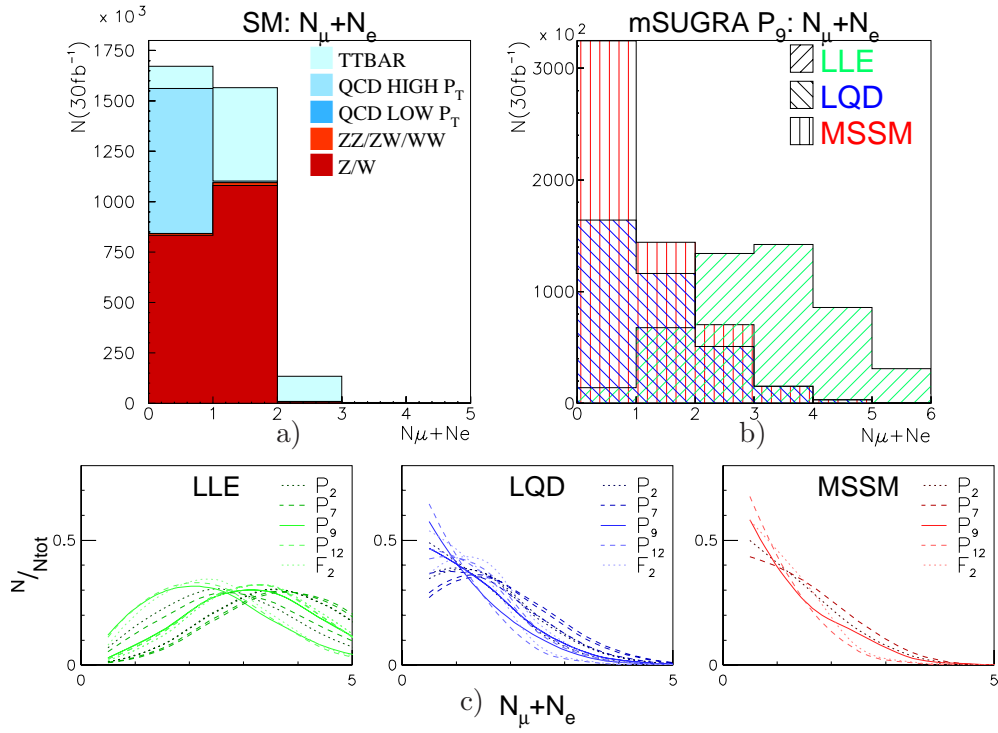 SM: N_μ+N_e
× 10^3
N(30fb^-1)
1750
1500
1250
1000
750
500
250
0
TTBAR
QCD HIGH P_T
QCD LOW P_T
ZZ/ZW/WW
Z/W
0 1 2 3 4 5
Nμ+Ne
a)
mSUGRA P_9: N_μ+N_e
× 10^2
N(30fb^-1)
3000
2000
1000
0
LLE
LQD
MSSM
0 1 2 3 4 5 6
Nμ+Ne
b)
N/Ntot
0.5
0
LLE
P_2
P_7
P_9
P_12
F_2
0 5
0.5
0
LQD
P_2
P_7
P_9
P_12
F_2
0 5
0.5
0
MSSM
P_2
P_7
P_9
P_12
F_2
0 5
c) N_μ+N_e